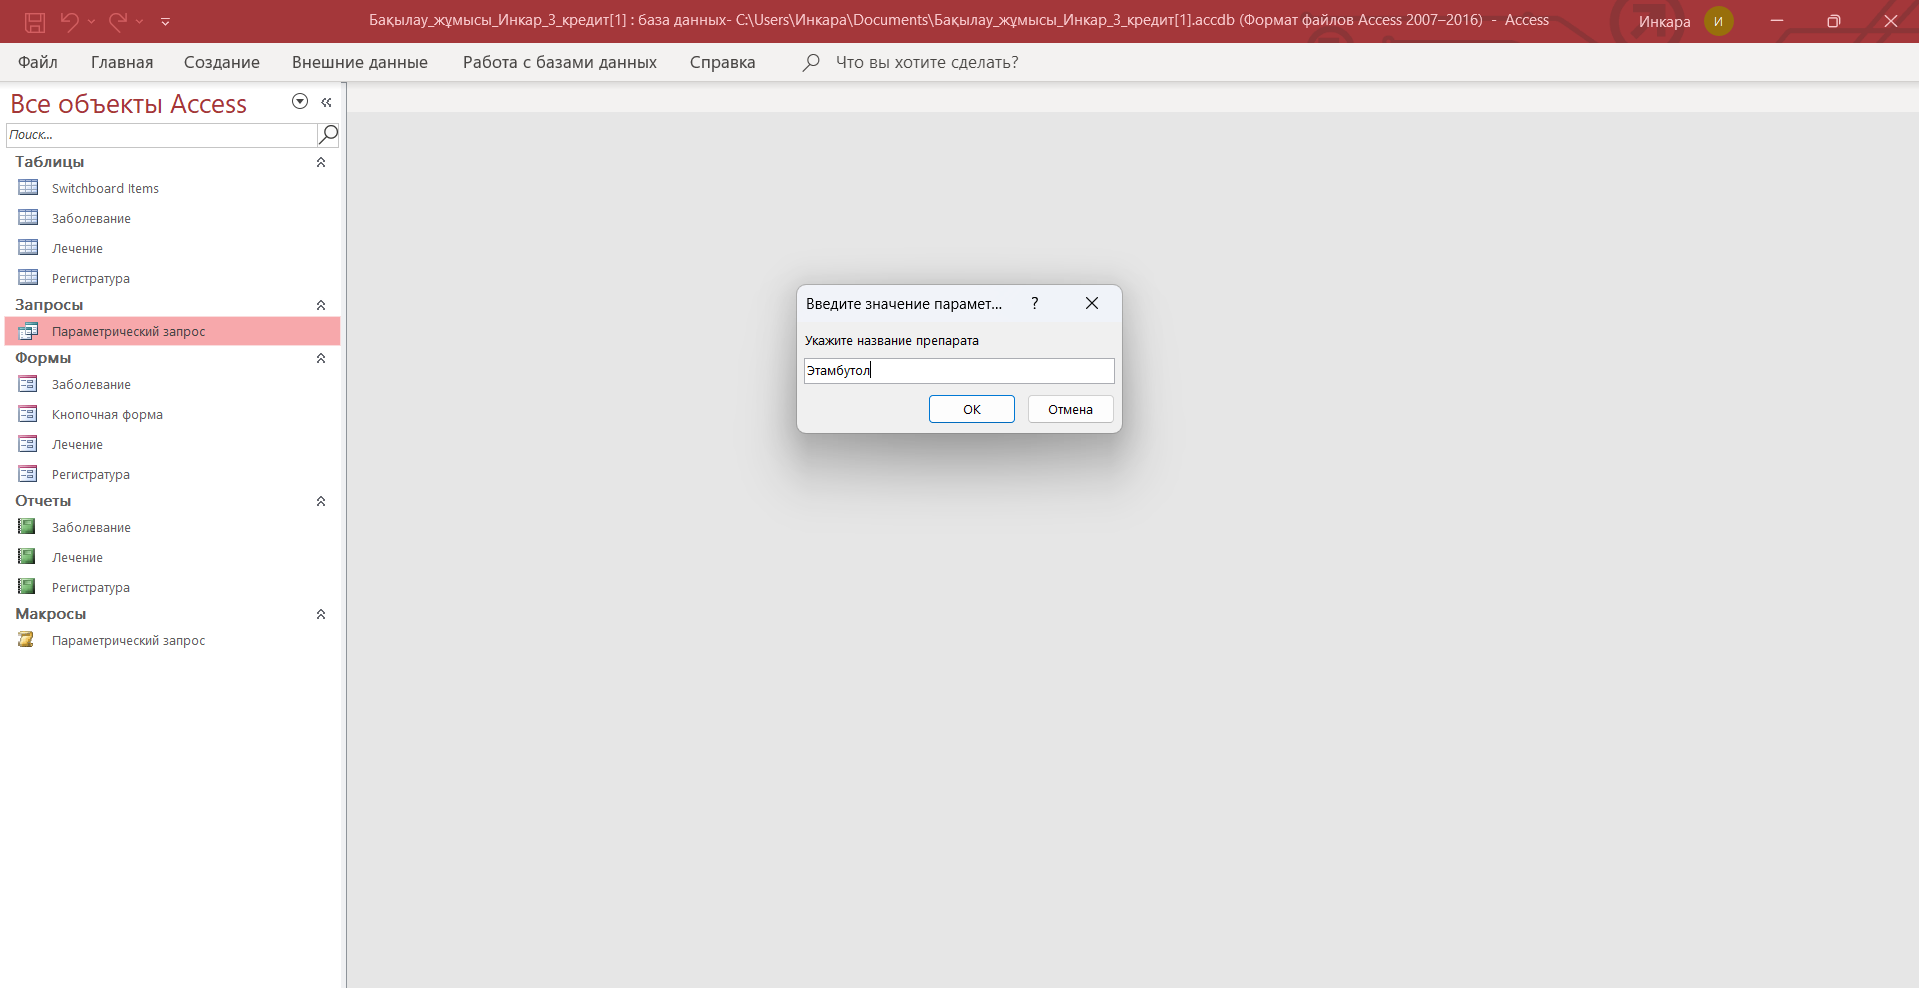 Бақылау_жұмысы_Инкар_3_кредит[1] : база данных- C:\Users\Инкара\Documents\Бақылау_жұмысы_Инкар_3_кредит[1].accdb (Формат файлов Access 2007–2016) - Access
Инкара И
Файл Главная Создание Внешние данные Работа с базами данных Справка Что вы хотите сделать?
Все объекты Access
Поиск...
Таблицы
Switchboard Items
Заболевание
Лечение
Регистратура
Запросы
Параметрический запрос
Формы
Заболевание
Кнопочная форма
Лечение
Регистратура
Отчеты
Заболевание
Лечение
Регистратура
Макросы
Параметрический запрос
Введите значение парамет... ?
Укажите название препарата
Этамбутол
ОК Отмена